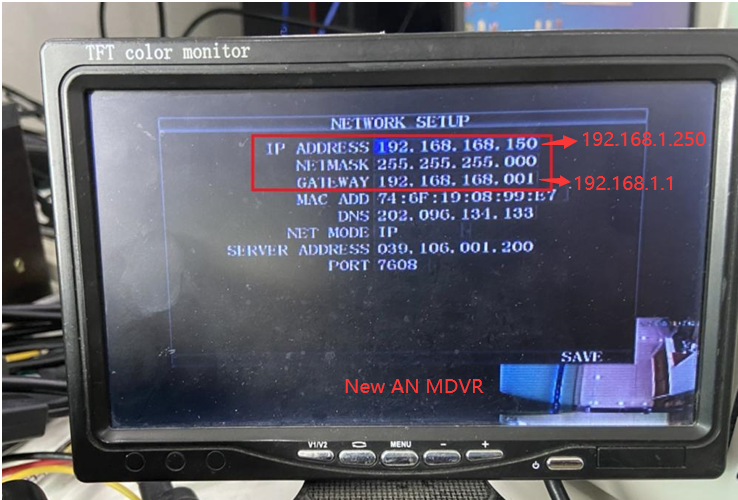 TFT color monitor
NETWORK SETUP
IP ADDRESS 192.168.168.150
192.168.1.250
NETMASK 255.255.255.000
GATEWAY 192.168.168.001
192.168.1.1
MAC ADD 74:6F:19:08:99:E7
DNS 202.096.134.133
NET MODE IP
SERVER ADDRESS 039.106.001.200
PORT 7608
SAVE
New AN MDVR
V1/V2 MENU - +